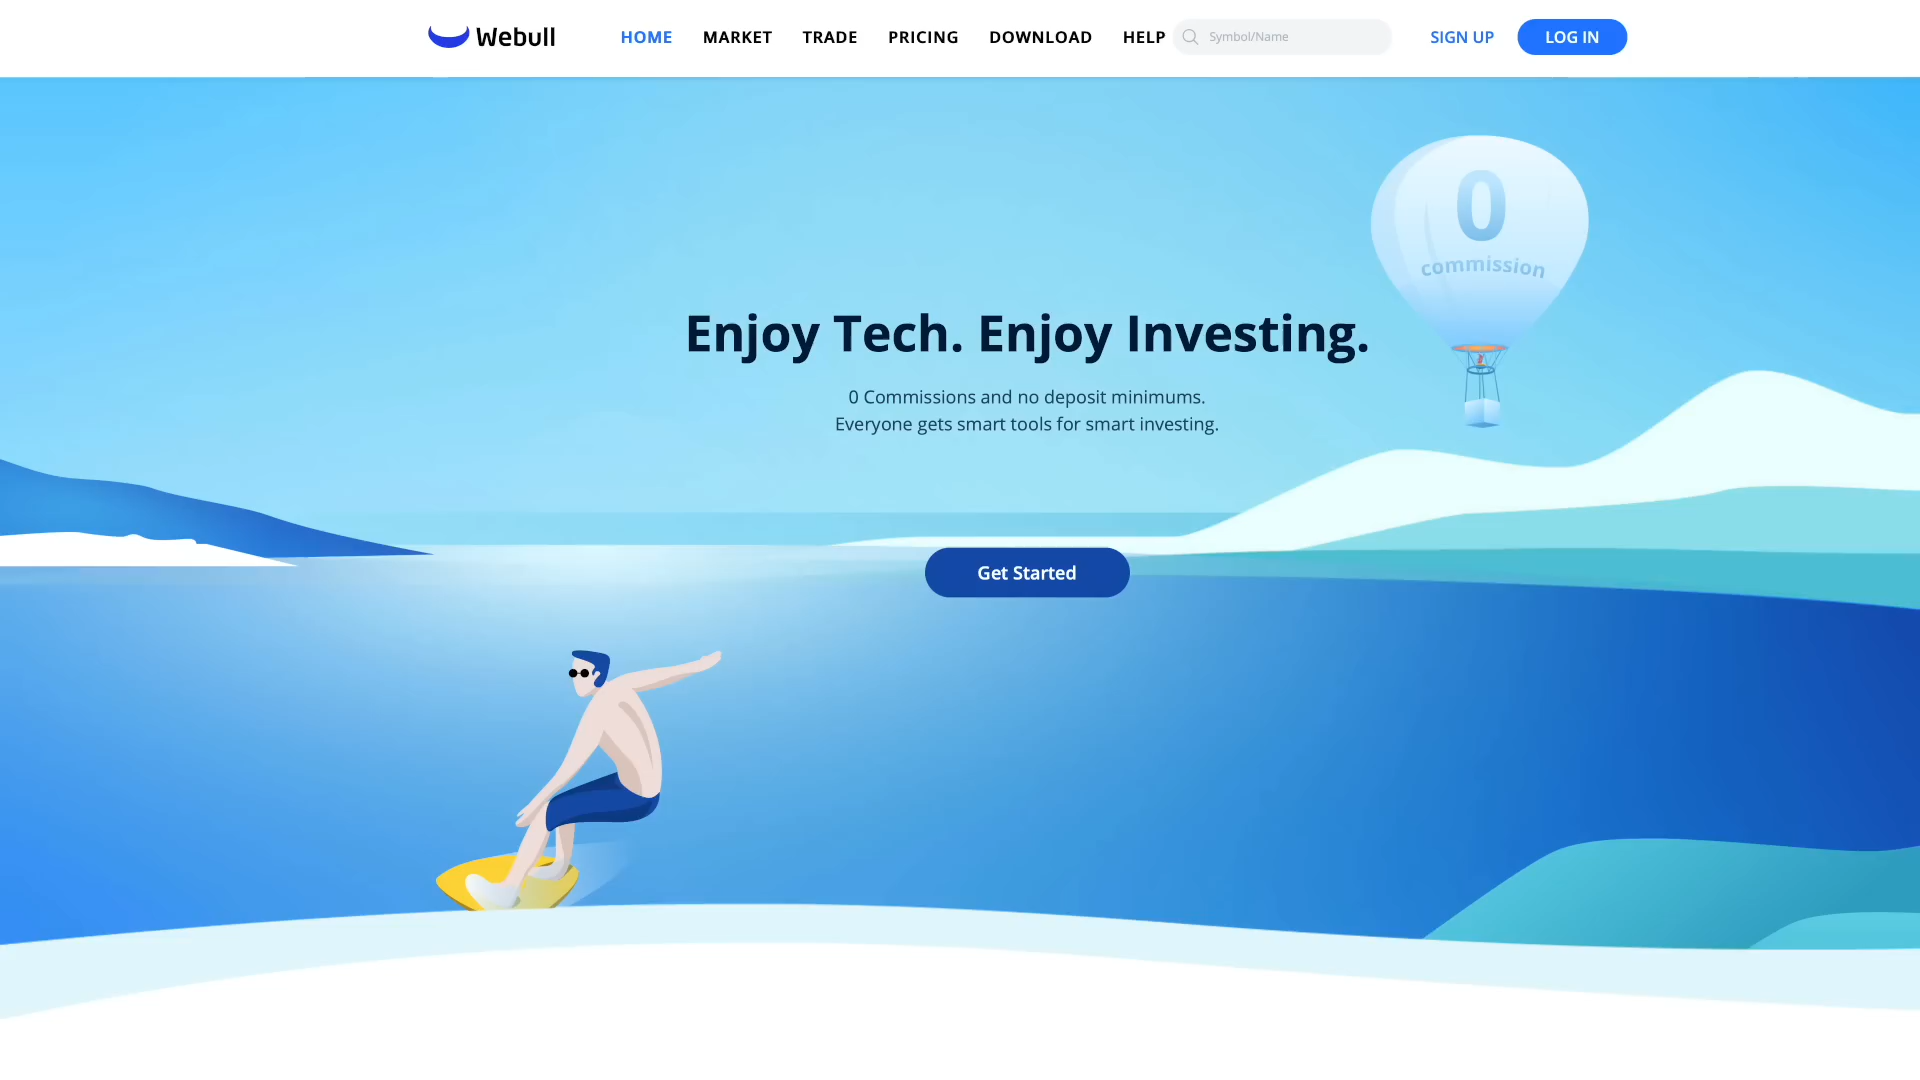 Webull
HOME MARKET TRADE PRICING DOWNLOAD HELP
Symbol/Name
SIGN UP
LOG IN
0
commission
Enjoy Tech. Enjoy Investing.
0 Commissions and no deposit minimums.
Everyone gets smart tools for smart investing.
Get Started